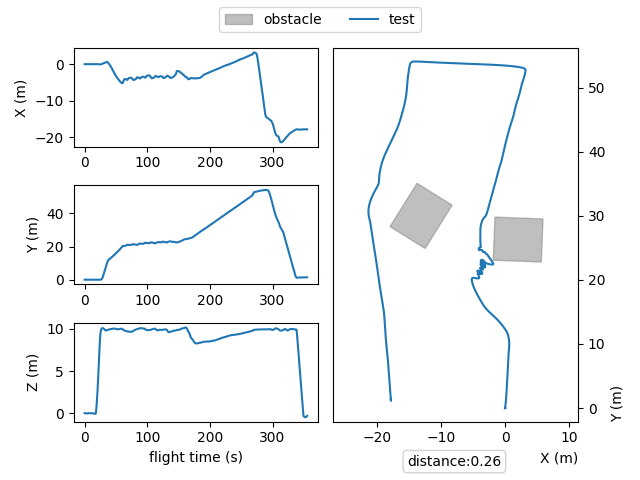 obstacle test
X (m)
0
−10
−20
0 100 200 300
Y (m)
40
20
0
0 100 200 300
Z (m)
10
5
0
0 100 200 300
flight time (s)
50
40
30
20
10
0
Y (m)
−20 −10 0 10
X (m)
distance:0.26